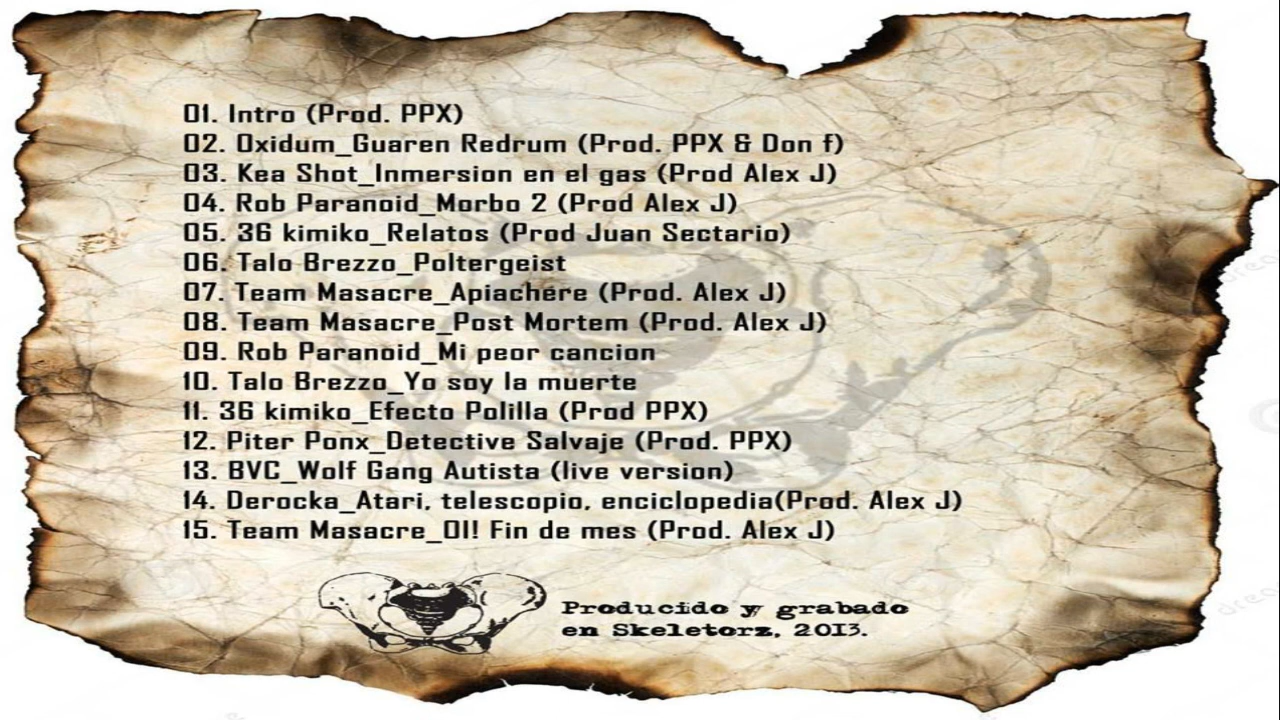 01. Intro (Prod. PPX)
02. Oxidum_Guaren Redrum (Prod. PPX & Don f)
03. Kea Shot_Inmersion en el gas (Prod Alex J)
04. Rob Paranoid_Morbo 2 (Prod Alex J)
05. 36 kimiko_Relatos (Prod Juan Sectario)
06. Talo Brezzo_Poltergeist
07. Team Masacre_Apiachere (Prod. Alex J)
08. Team Masacre_Post Mortem (Prod. Alex J)
09. Rob Paranoid_Mi peor cancion
10. Talo Brezzo_Yo soy la muerte
11. 36 kimiko_Efecto Polilla (Prod PPX)
12. Piter Ponx_Detective Salvaje (Prod. PPX)
13. BVC_Wolf Gang Autista (live version)
14. Derocka_Atari, telescopio, enciclopedia(Prod. Alex J)
15. Team Masacre_OI! Fin de mes (Prod. Alex J)
Producido y grabado
en Skeletorz, 2013.